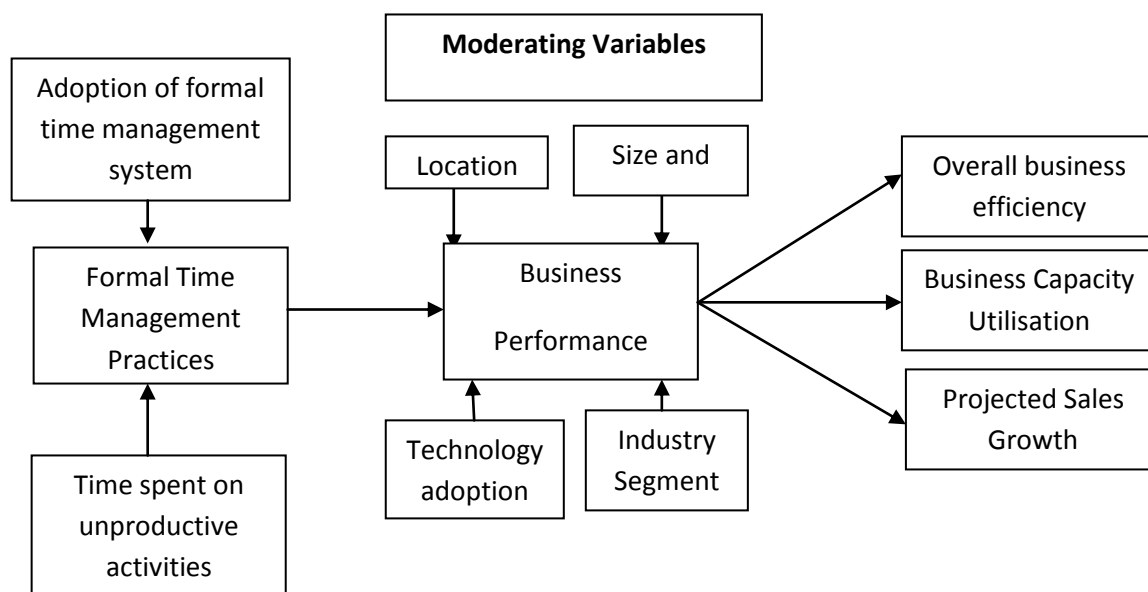 Moderating Variables
Adoption of formal
time management
system
Location
Size and
Overall business
efficiency
Formal Time
Management
Practices
Business
Performance
Business Capacity
Utilisation
Technology
adoption
Industry
Segment
Projected Sales
Growth
Time spent on
unproductive
activities